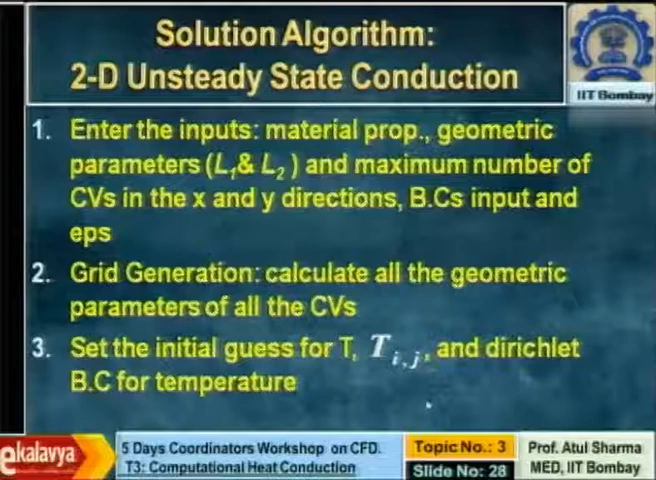 Solution Algorithm:
2-D Unsteady State Conduction
IIT Bombay
1. Enter the inputs: material prop., geometric
parameters (L1& L2 ) and maximum number of
CVs in the x and y directions, B.Cs input and
eps
2. Grid Generation: calculate all the geometric
parameters of all the CVs
3. Set the initial guess for T, Ti,j, and dirichlet
B.C for temperature
ekalavya
5 Days Coordinators Workshop on CFD.
T3: Computational Heat Conduction
Topic No.: 3
Slide No: 28
Prof. Atul Sharma
MED, IIT Bombay